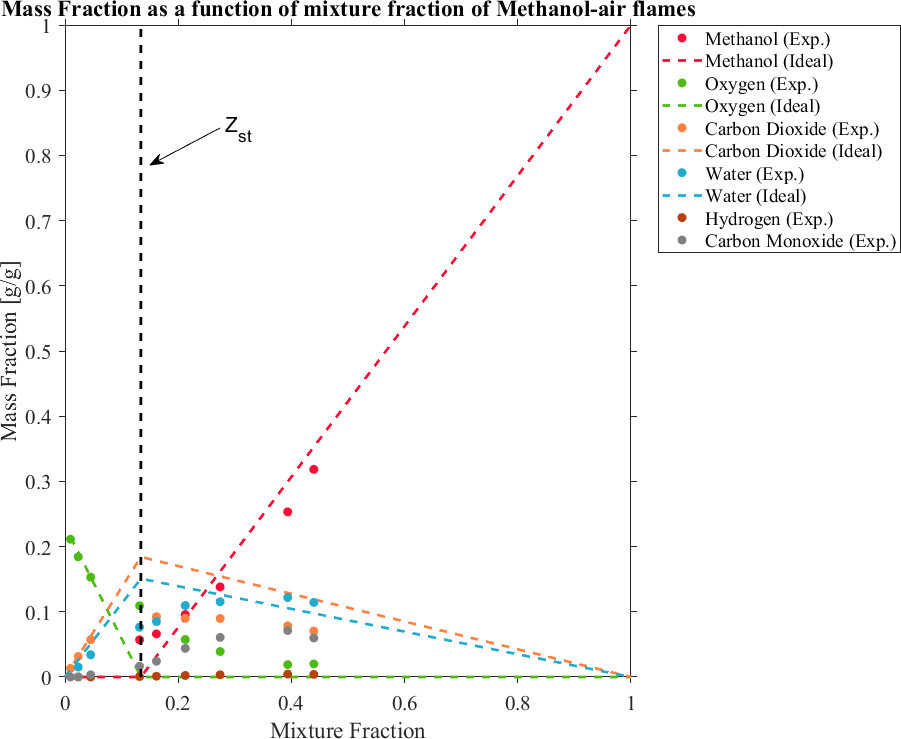 Mass Fraction as a function of mixture fraction of Methanol-air flames
1
0.9
0.8
0.7
0.6
0.5
0.4
0.3
0.2
0.1
0
Mass Fraction [g/g]
Z_st
0 0.2 0.4 0.6 0.8 1
Mixture Fraction
Methanol (Exp.)
Methanol (Ideal)
Oxygen (Exp.)
Oxygen (Ideal)
Carbon Dioxide (Exp.)
Carbon Dioxide (Ideal)
Water (Exp.)
Water (Ideal)
Hydrogen (Exp.)
Carbon Monoxide (Exp.)